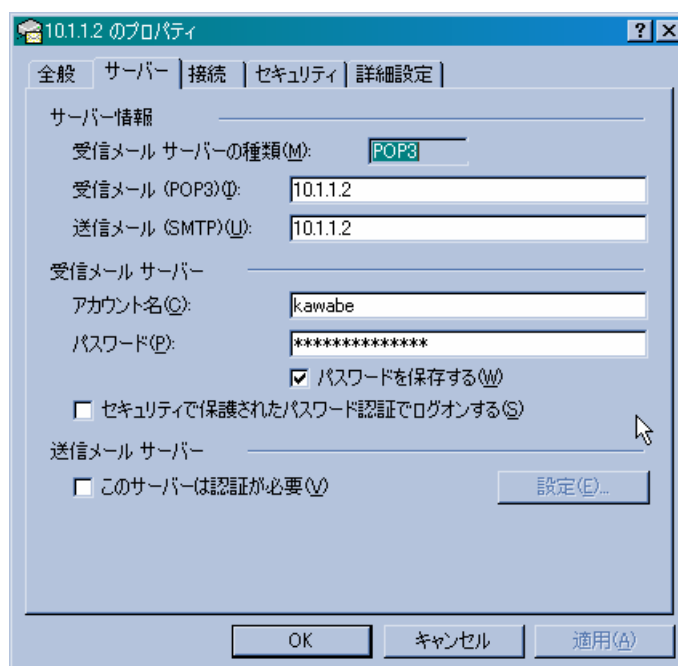 10.1.1.2 のプロパティ
全般 サーバー 接続 セキュリティ 詳細設定
サーバー情報
受信メール サーバーの種類(M): POP3
受信メール (POP3)(I): 10.1.1.2
送信メール (SMTP)(U): 10.1.1.2
受信メール サーバー
アカウント名(C): kawabe
パスワード(P): **************
パスワードを保存する(W)
セキュリティで保護されたパスワード認証でログオンする(S)
送信メール サーバー
このサーバーは認証が必要(V) 設定(E)...
OK キャンセル 適用(A)